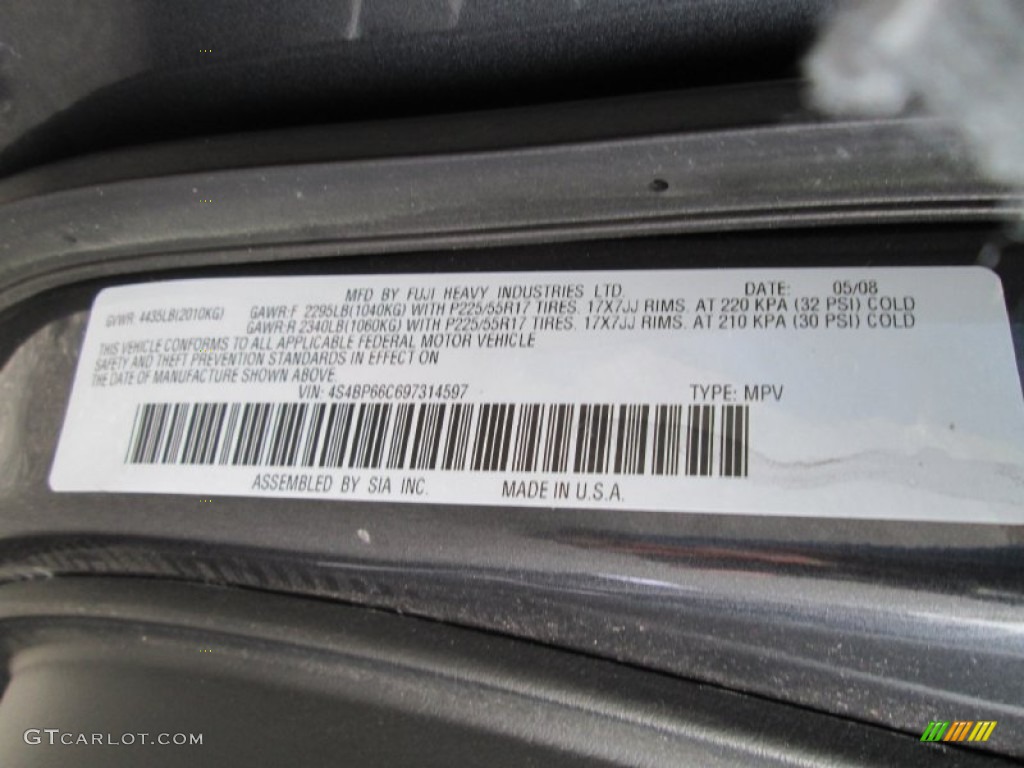 MFD BY FUJI HEAVY INDUSTRIES LTD. DATE: 05/08
GVWR: 4435LB(2010KG) GAWR:F 2295LB(1040KG) WITH P225/55R17 TIRES. 17X7JJ RIMS. AT 220 KPA (32 PSI) COLD
GAWR:R 2340LB(1060KG) WITH P225/55R17 TIRES. 17X7JJ RIMS. AT 210 KPA (30 PSI) COLD
THIS VEHICLE CONFORMS TO ALL APPLICABLE FEDERAL MOTOR VEHICLE
SAFETY AND THEFT PREVENTION STANDARDS IN EFFECT ON
THE DATE OF MANUFACTURE SHOWN ABOVE.
VIN: 4S4BP66C697314597 TYPE: MPV
ASSEMBLED BY SIA INC. MADE IN U.S.A.
GTCARLOT.COM